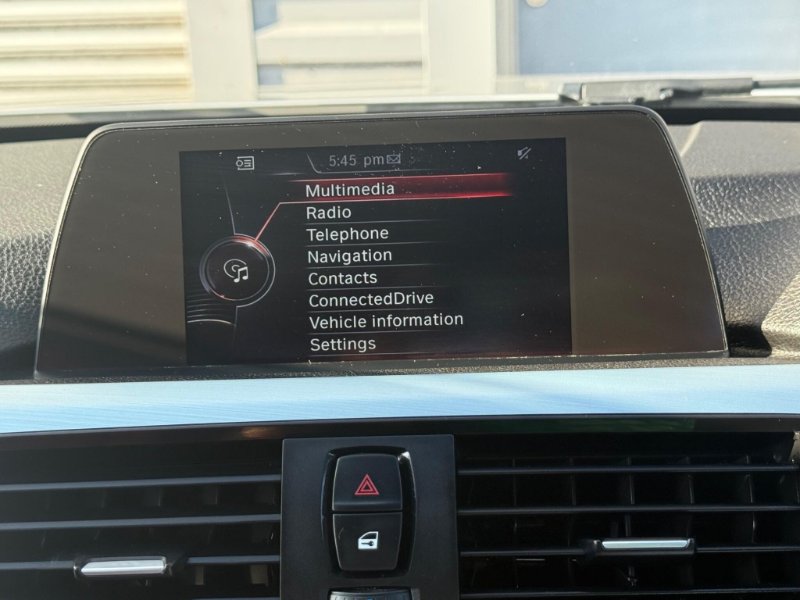 5:45 pm
Multimedia
Radio
Telephone
Navigation
Contacts
ConnectedDrive
Vehicle information
Settings